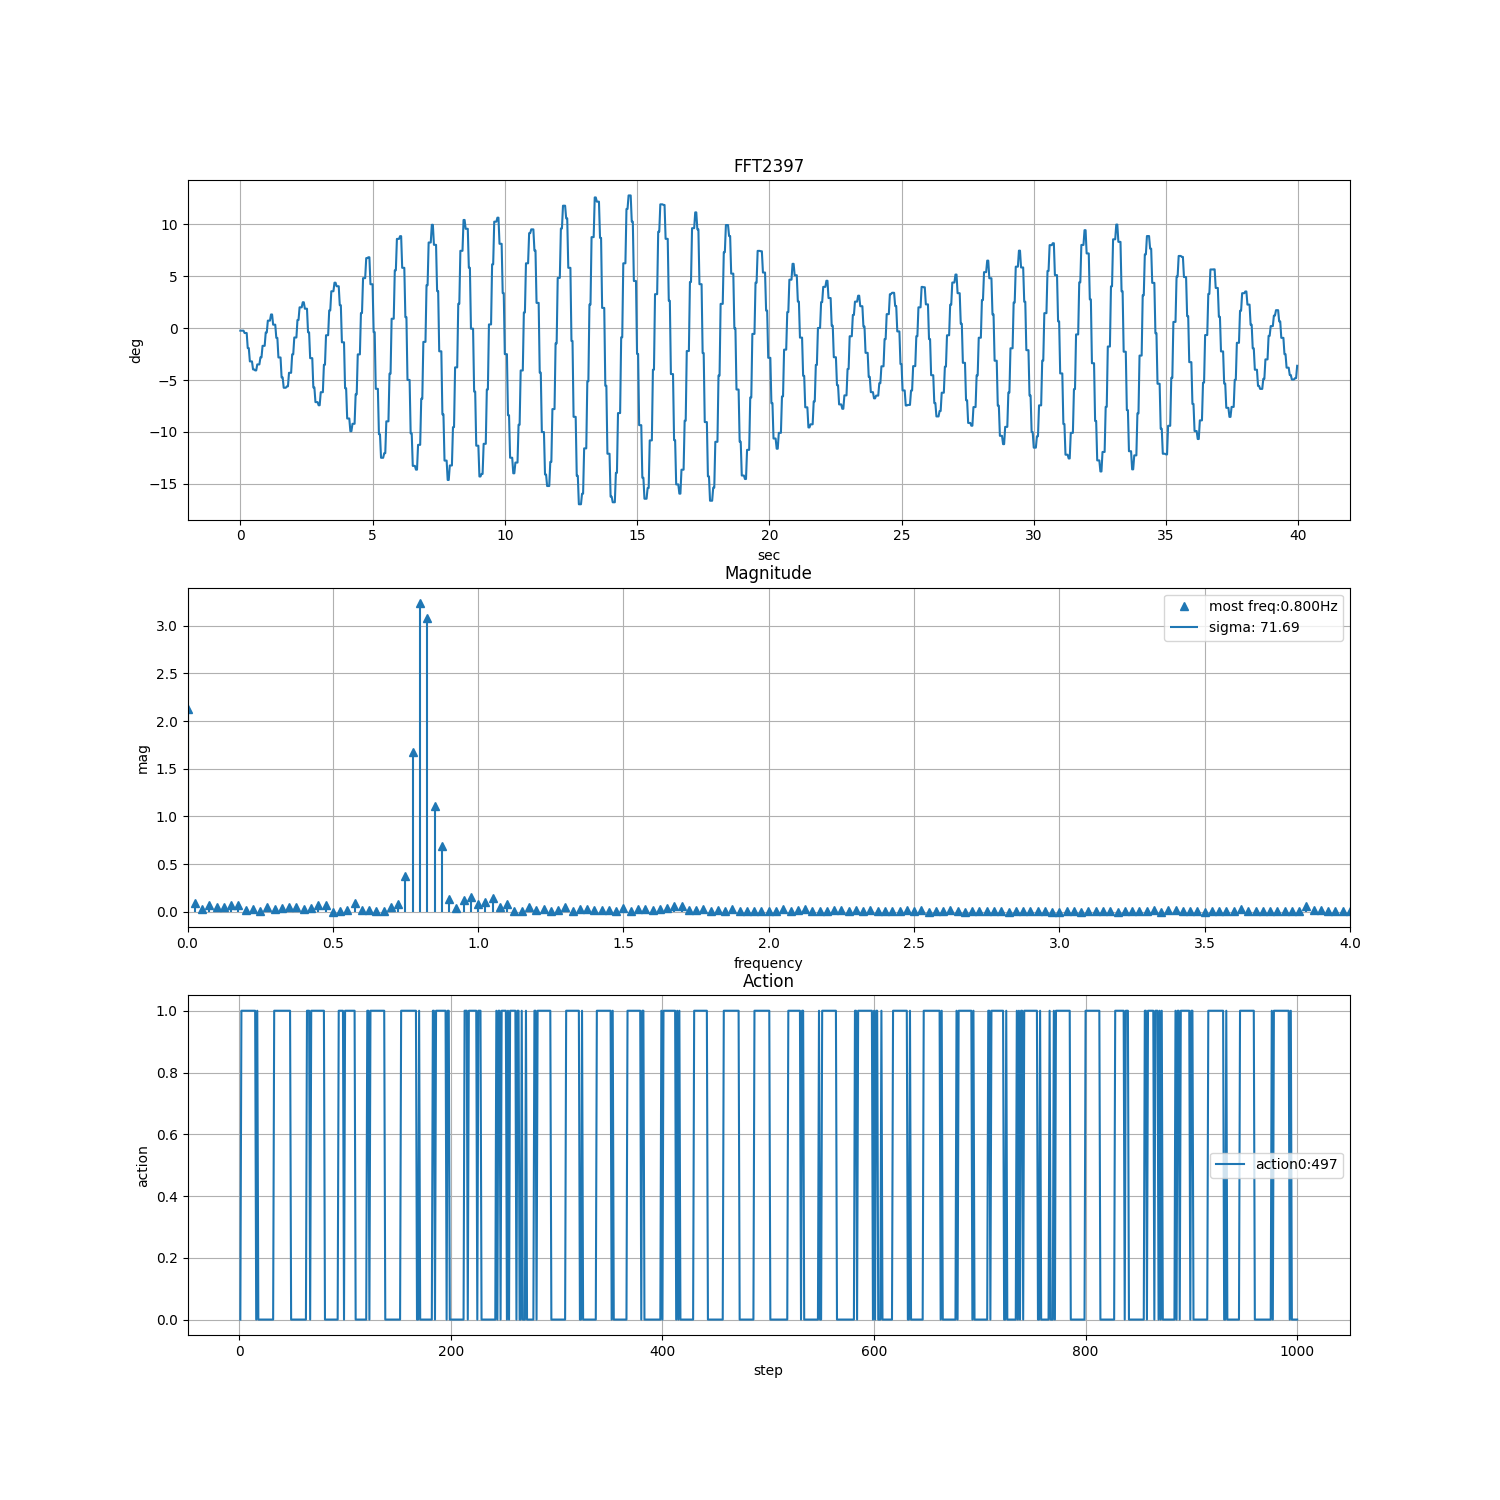 FFT2397
10
5
0
−5
−10
−15
deg
0 5 10 15 20 25 30 35 40
sec
Magnitude
most freq:0.800Hz
sigma: 71.69
3.0
2.5
2.0
1.5
1.0
0.5
0.0
mag
0.0 0.5 1.0 1.5 2.0 2.5 3.0 3.5 4.0
frequency
Action
1.0
0.8
0.6
0.4
0.2
0.0
action
action0:497
0 200 400 600 800 1000
step